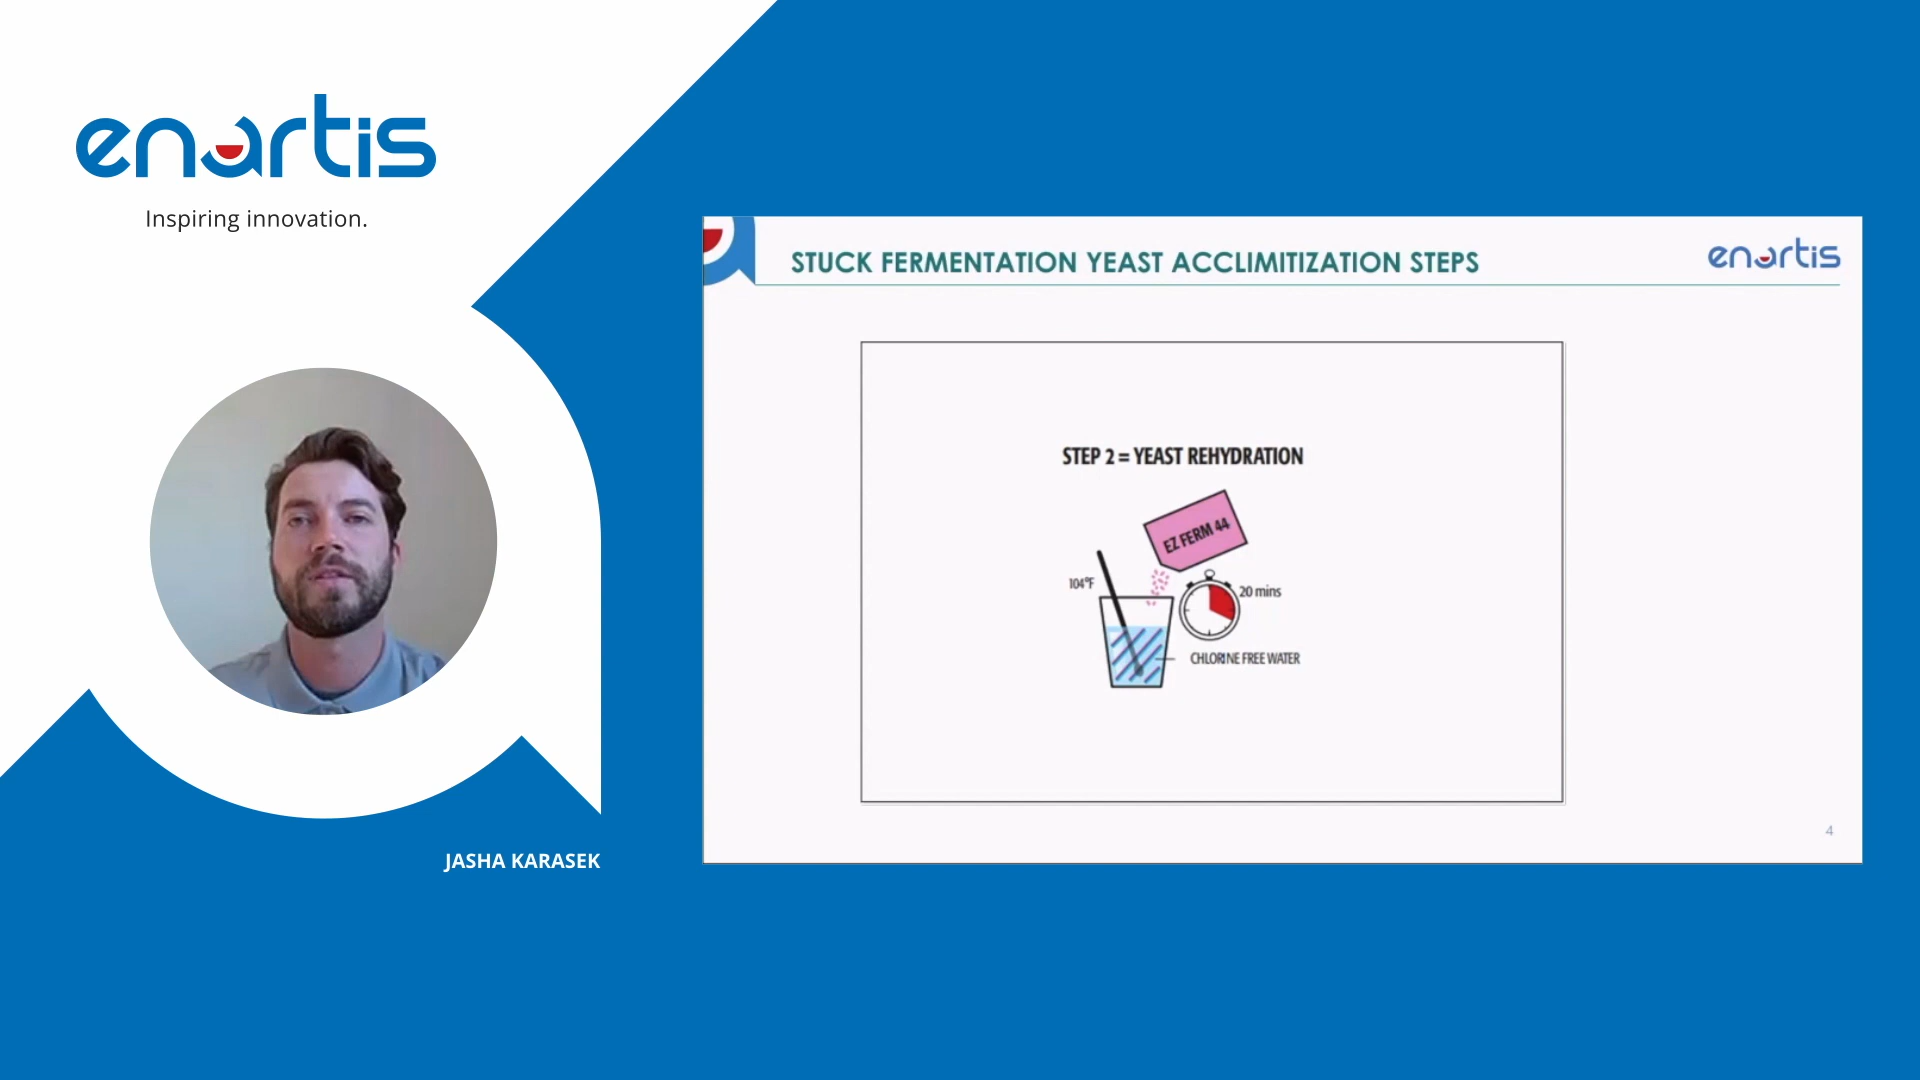 enartis
Inspiring innovation.
JASHA KARASEK
STUCK FERMENTATION YEAST ACCLIMITIZATION STEPS
enartis
STEP 2 = YEAST REHYDRATION
EZ FERM 44
104°F
20 mins
CHLORINE FREE WATER
4